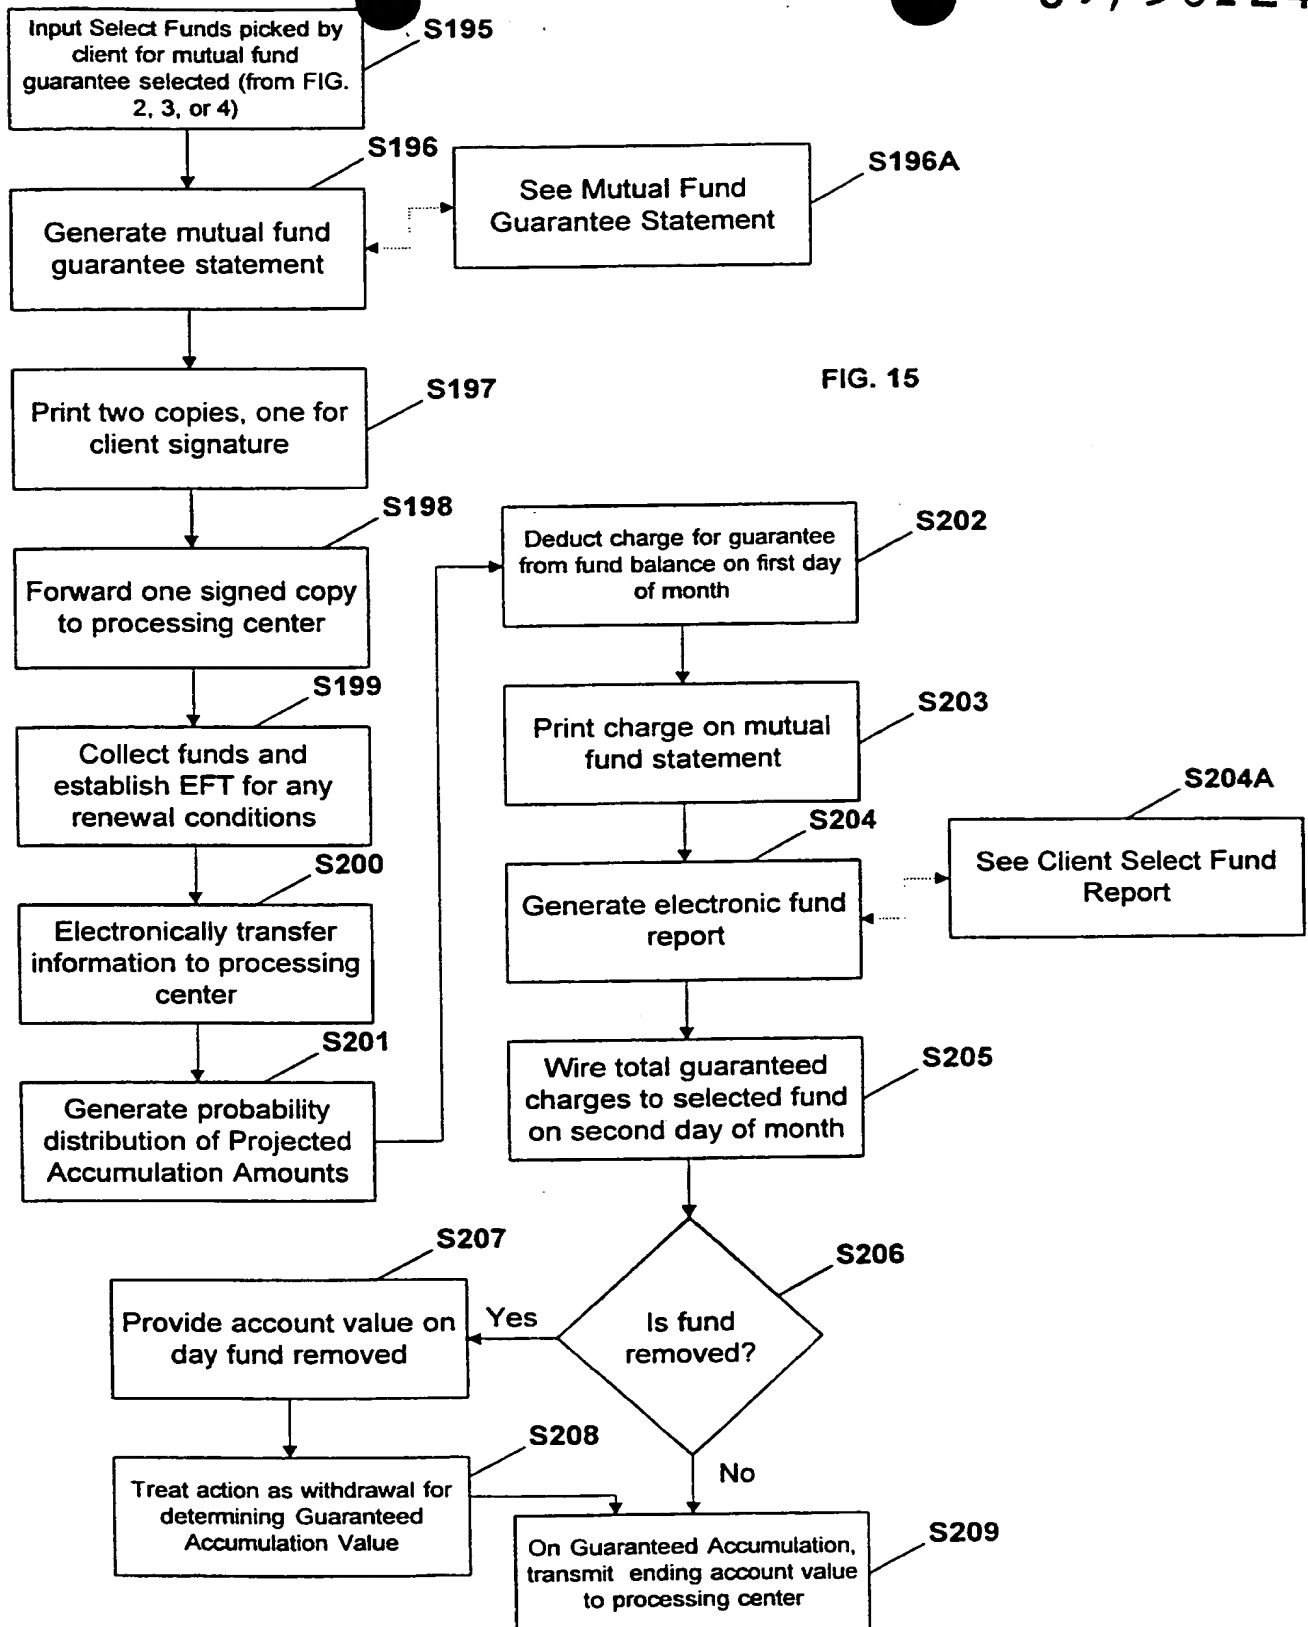 Input Select Funds picked by
client for mutual fund
guarantee selected (from FIG.
2, 3, or 4)
S195
S196
Generate mutual fund
guarantee statement
See Mutual Fund
Guarantee Statement
S196A
FIG. 15
S197
Print two copies, one for
client signature
S198
Forward one signed copy
to processing center
S199
Collect funds and
establish EFT for any
renewal conditions
S200
Electronically transfer
information to processing
center
S201
Generate probability
distribution of Projected
Accumulation Amounts
S202
Deduct charge for guarantee
from fund balance on first day
of month
S203
Print charge on mutual
fund statement
S204
Generate electronic fund
report
S204A
See Client Select Fund
Report
S205
Wire total guaranteed
charges to selected fund
on second day of month
S206
Is fund
removed?
Yes
S207
Provide account value on
day fund removed
S208
Treat action as withdrawal for
determining Guaranteed
Accumulation Value
No
S209
On Guaranteed Accumulation,
transmit ending account value
to processing center